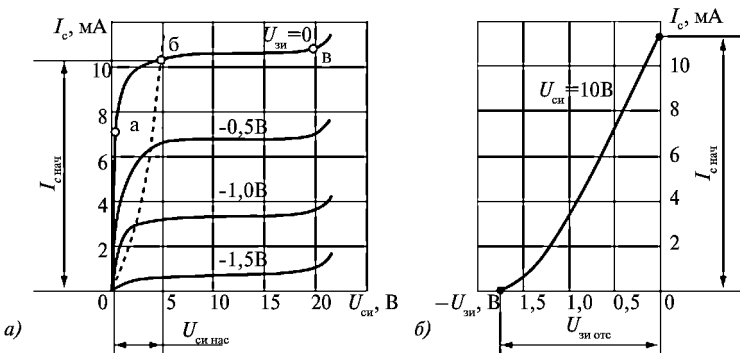 I_с, мА
10
8
6
4
2
I_с нач
U_зи=0
-0,5В
-1,0В
-1,5В
а
б
в
0
5
10
15
20
U_си, В
U_си нас
а)
I_с, мА
10
8
6
4
2
I_с нач
U_си=10В
−U_зи, В
1,5
1,0
0,5
0
U_зи отс
б)